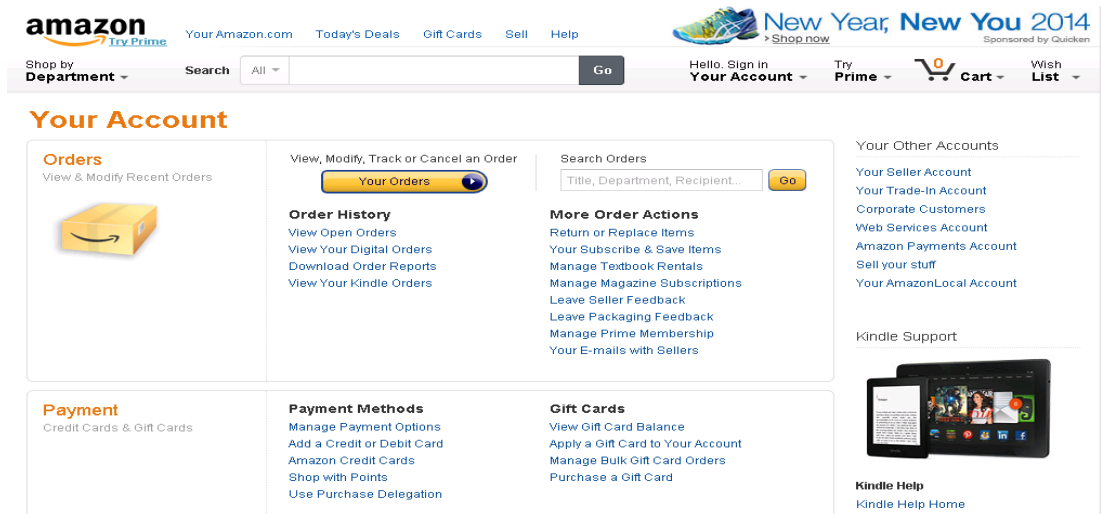 amazon
Try Prime
Your Amazon.com Today's Deals Gift Cards Sell Help
New Year, New You 2014
> Shop now
Sponsored by Quicken
Shop by
Department
Search All Go
Hello. Sign in
Your Account
Try
Prime
0
Cart
Wish
List
Your Account
Orders
View & Modify Recent Orders
View, Modify, Track or Cancel an Order
Your Orders
Search Orders
Title, Department, Recipient... Go
Order History
View Open Orders
View Your Digital Orders
Download Order Reports
View Your Kindle Orders
More Order Actions
Return or Replace Items
Your Subscribe & Save Items
Manage Textbook Rentals
Manage Magazine Subscriptions
Leave Seller Feedback
Leave Packaging Feedback
Manage Prime Membership
Your E-mails with Sellers
Payment
Credit Cards & Gift Cards
Payment Methods
Manage Payment Options
Add a Credit or Debit Card
Amazon Credit Cards
Shop with Points
Use Purchase Delegation
Gift Cards
View Gift Card Balance
Apply a Gift Card to Your Account
Manage Bulk Gift Card Orders
Purchase a Gift Card
Your Other Accounts
Your Seller Account
Your Trade-In Account
Corporate Customers
Web Services Account
Amazon Payments Account
Sell your stuff
Your AmazonLocal Account
Kindle Support
Kindle Help
Kindle Help Home